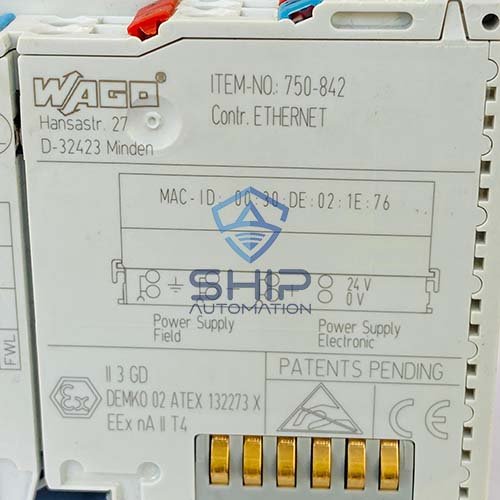 WAGO®
Hansastr. 27
D-32423 Minden
ITEM-NO.: 750-842
Contr. ETHERNET
MAC-ID: 00:30:DE:02:1E:76
SHIP
AUTOMATION
24 V
0 V
Power Supply
Field
Power Supply
Electronic
FWL
II 3 GD
DEMKO 02 ATEX 132273 X
EEx nA II T4
Ex
PATENTS PENDING